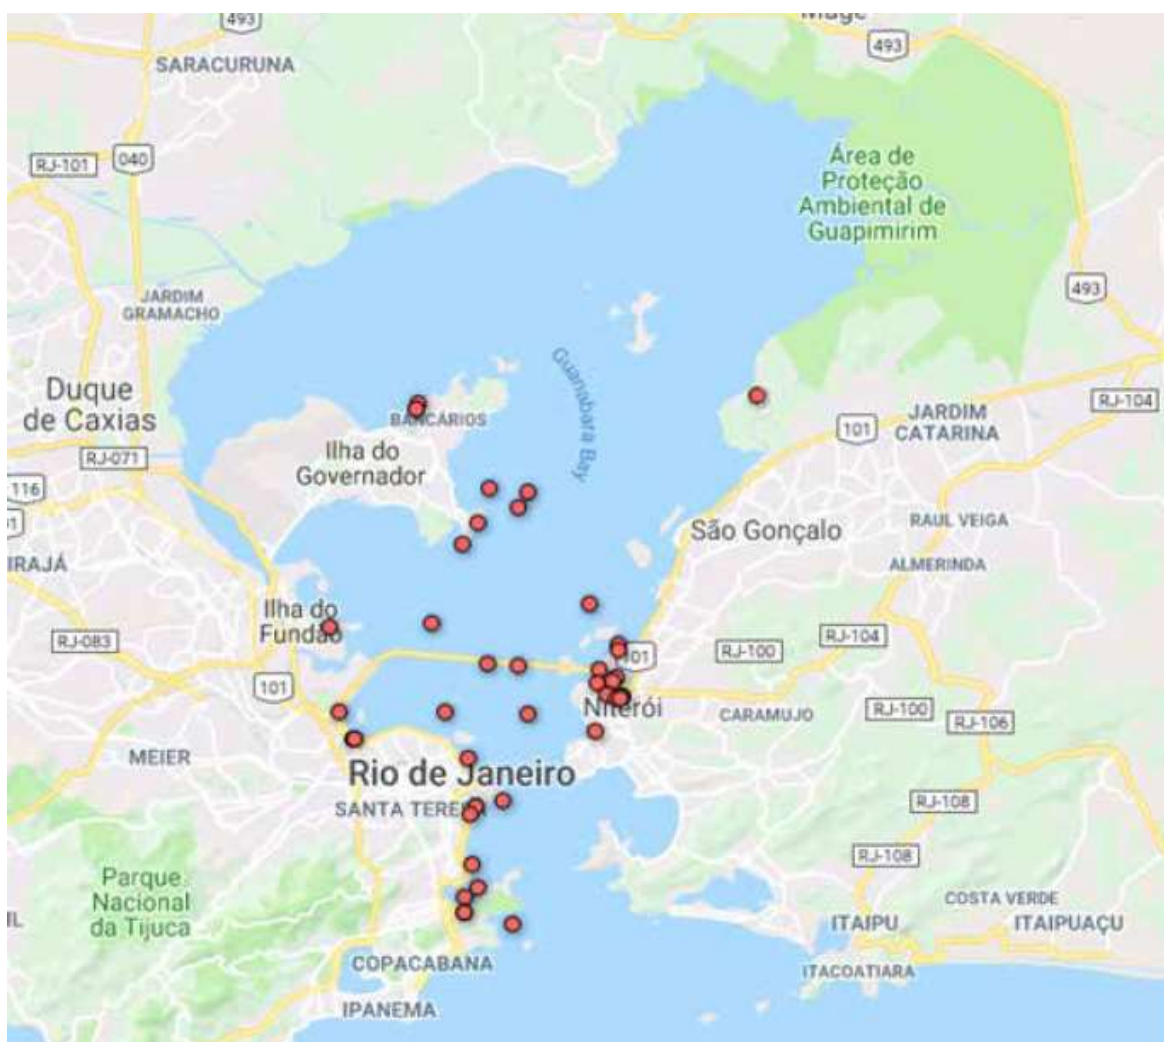 493
Magé
493
SARACURUNA
RJ-101
040
Área de
Proteção
Ambiental de
Guapimirim
493
JARDIM
GRAMACHO
Guanabara Bay
Duque
de Caxias
BANCÁRIOS
RJ-104
JARDIM
CATARINA
101
Ilha do
Governador
RJ-071
116
São Gonçalo
RAUL VEIGA
IRAJÁ
ALMERINDA
Ilha do
Fundão
RJ-083
RJ-104
RJ-100
101
101
Niterói
CARAMUJO
RJ-100
RJ-106
MEIER
Rio de Janeiro
SANTA TERESA
RJ-108
RJ-108
Parque
Nacional
da Tijuca
COSTA VERDE
ITAIPU
ITAIPUAÇU
COPACABANA
ITACOATIARA
IPANEMA